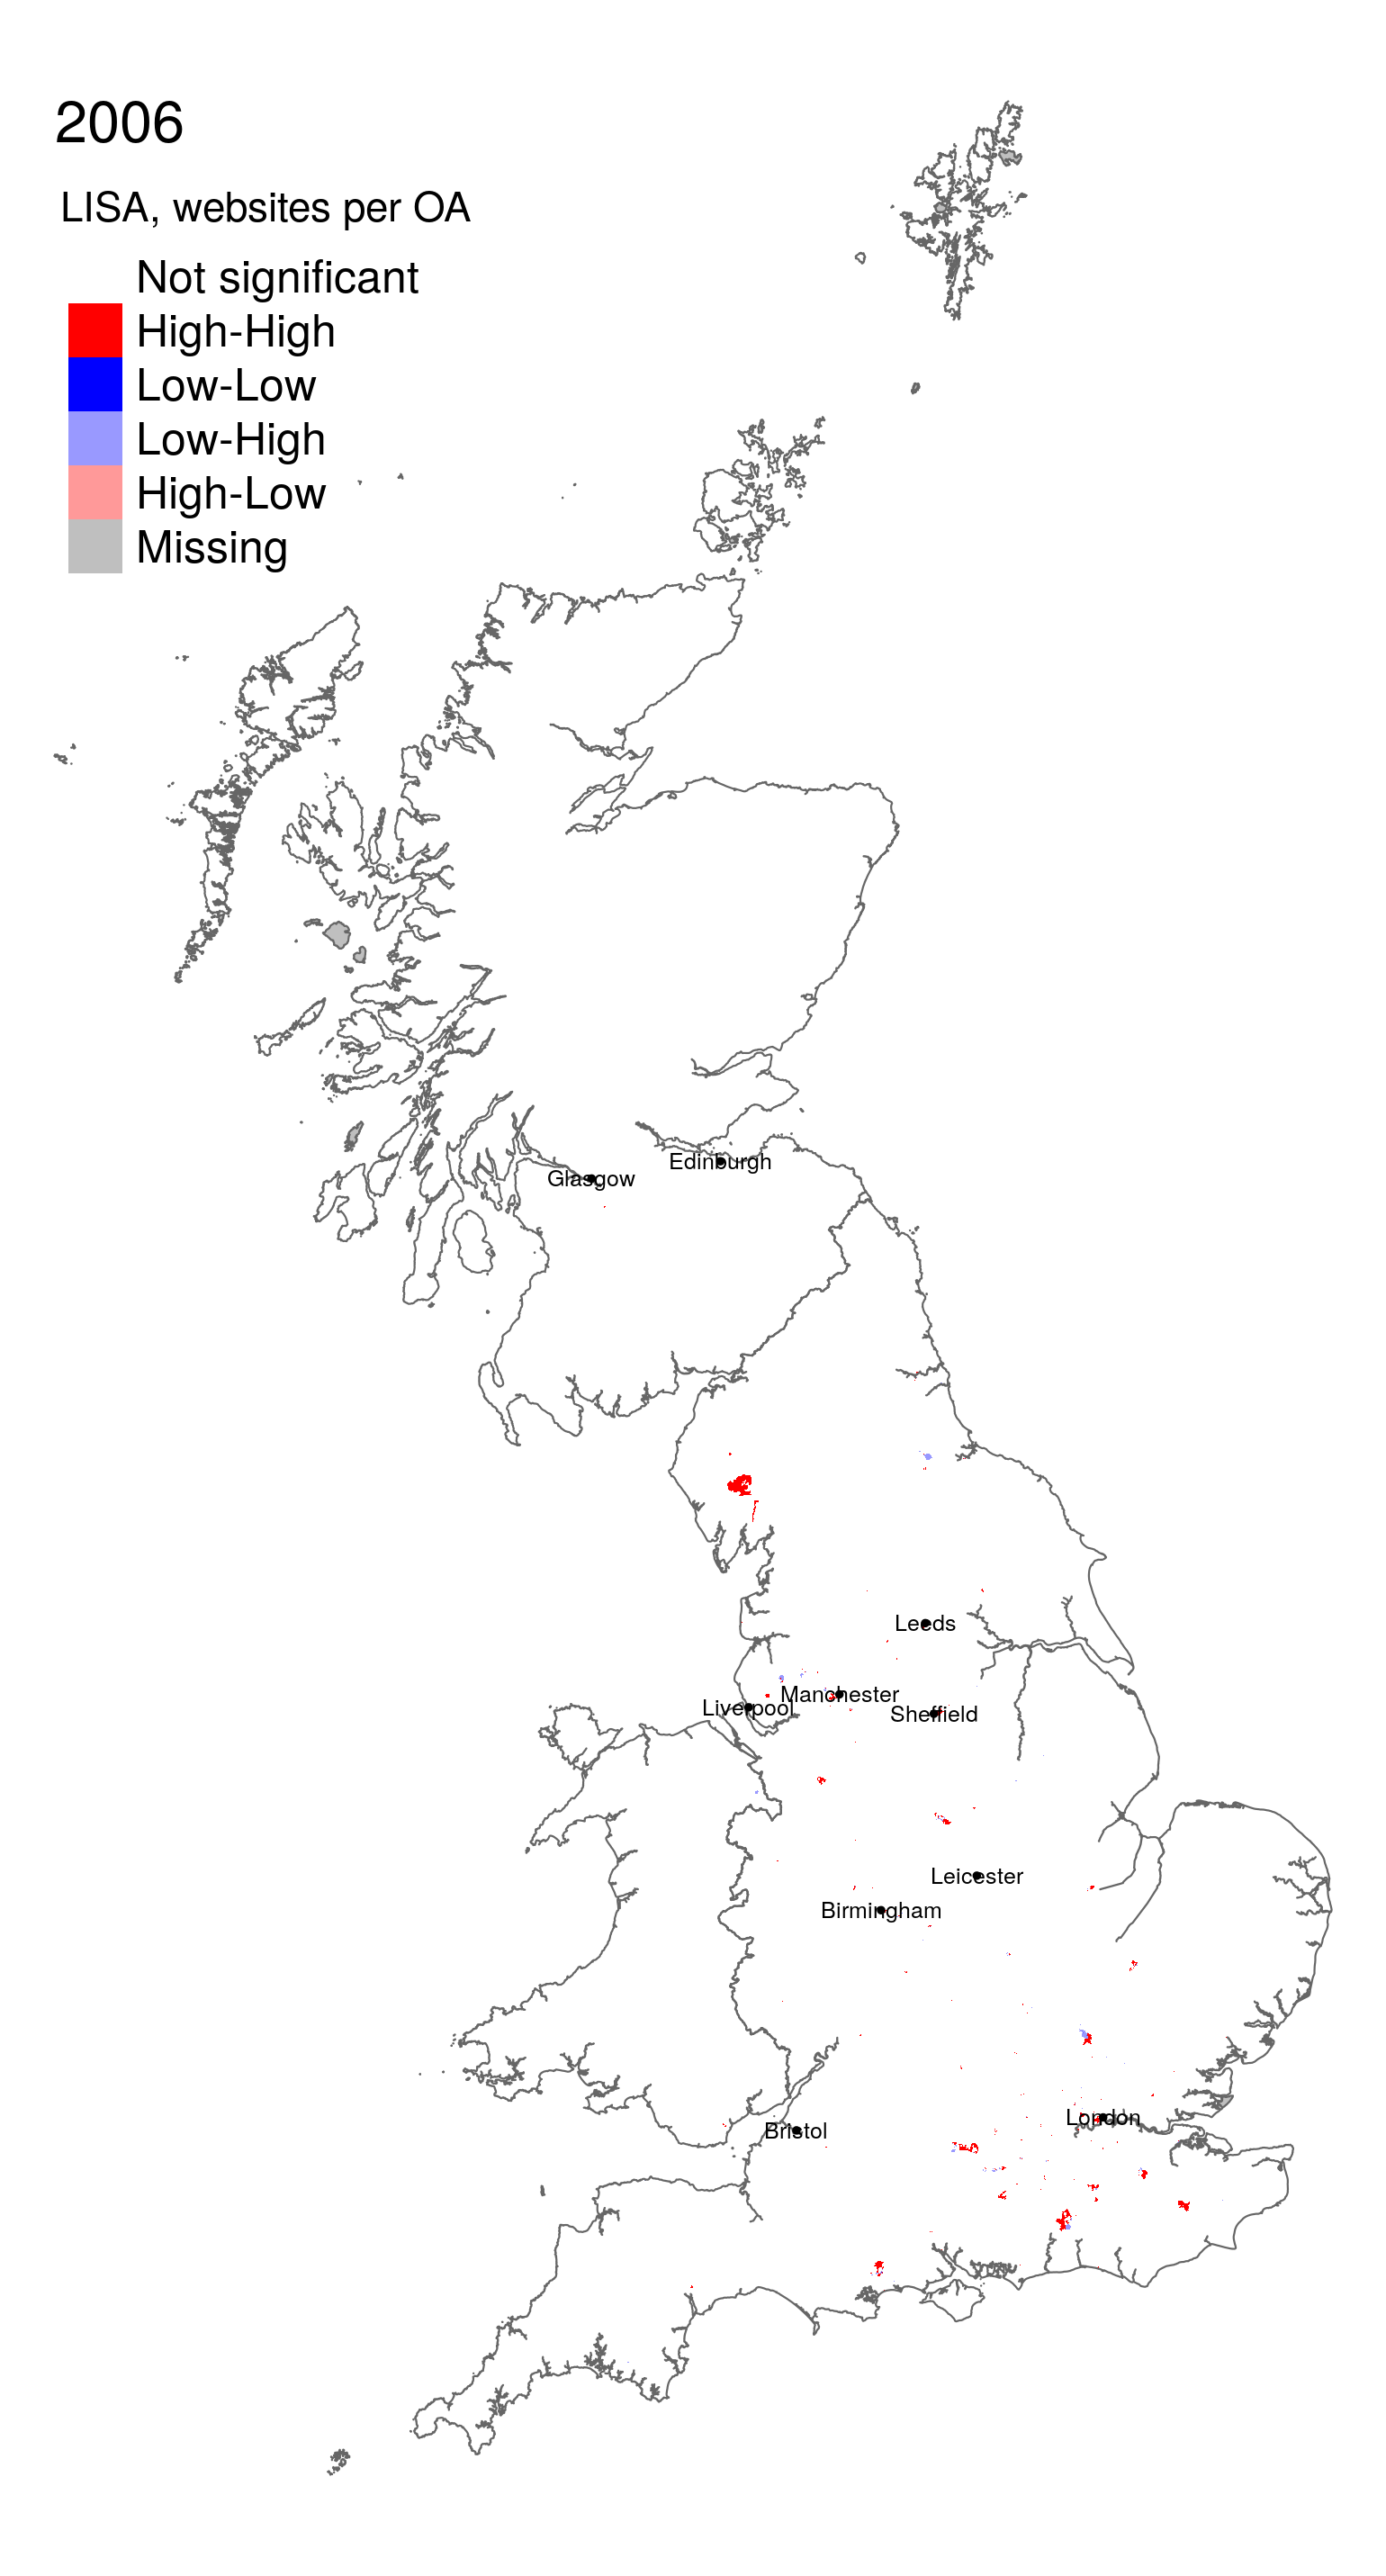 2006
LISA, websites per OA
Not significant
High-High
Low-Low
Low-High
High-Low
Missing
Edinburgh
Glasgow
Leeds
Manchester
Liverpool
Sheffield
Leicester
Birmingham
London
Bristol